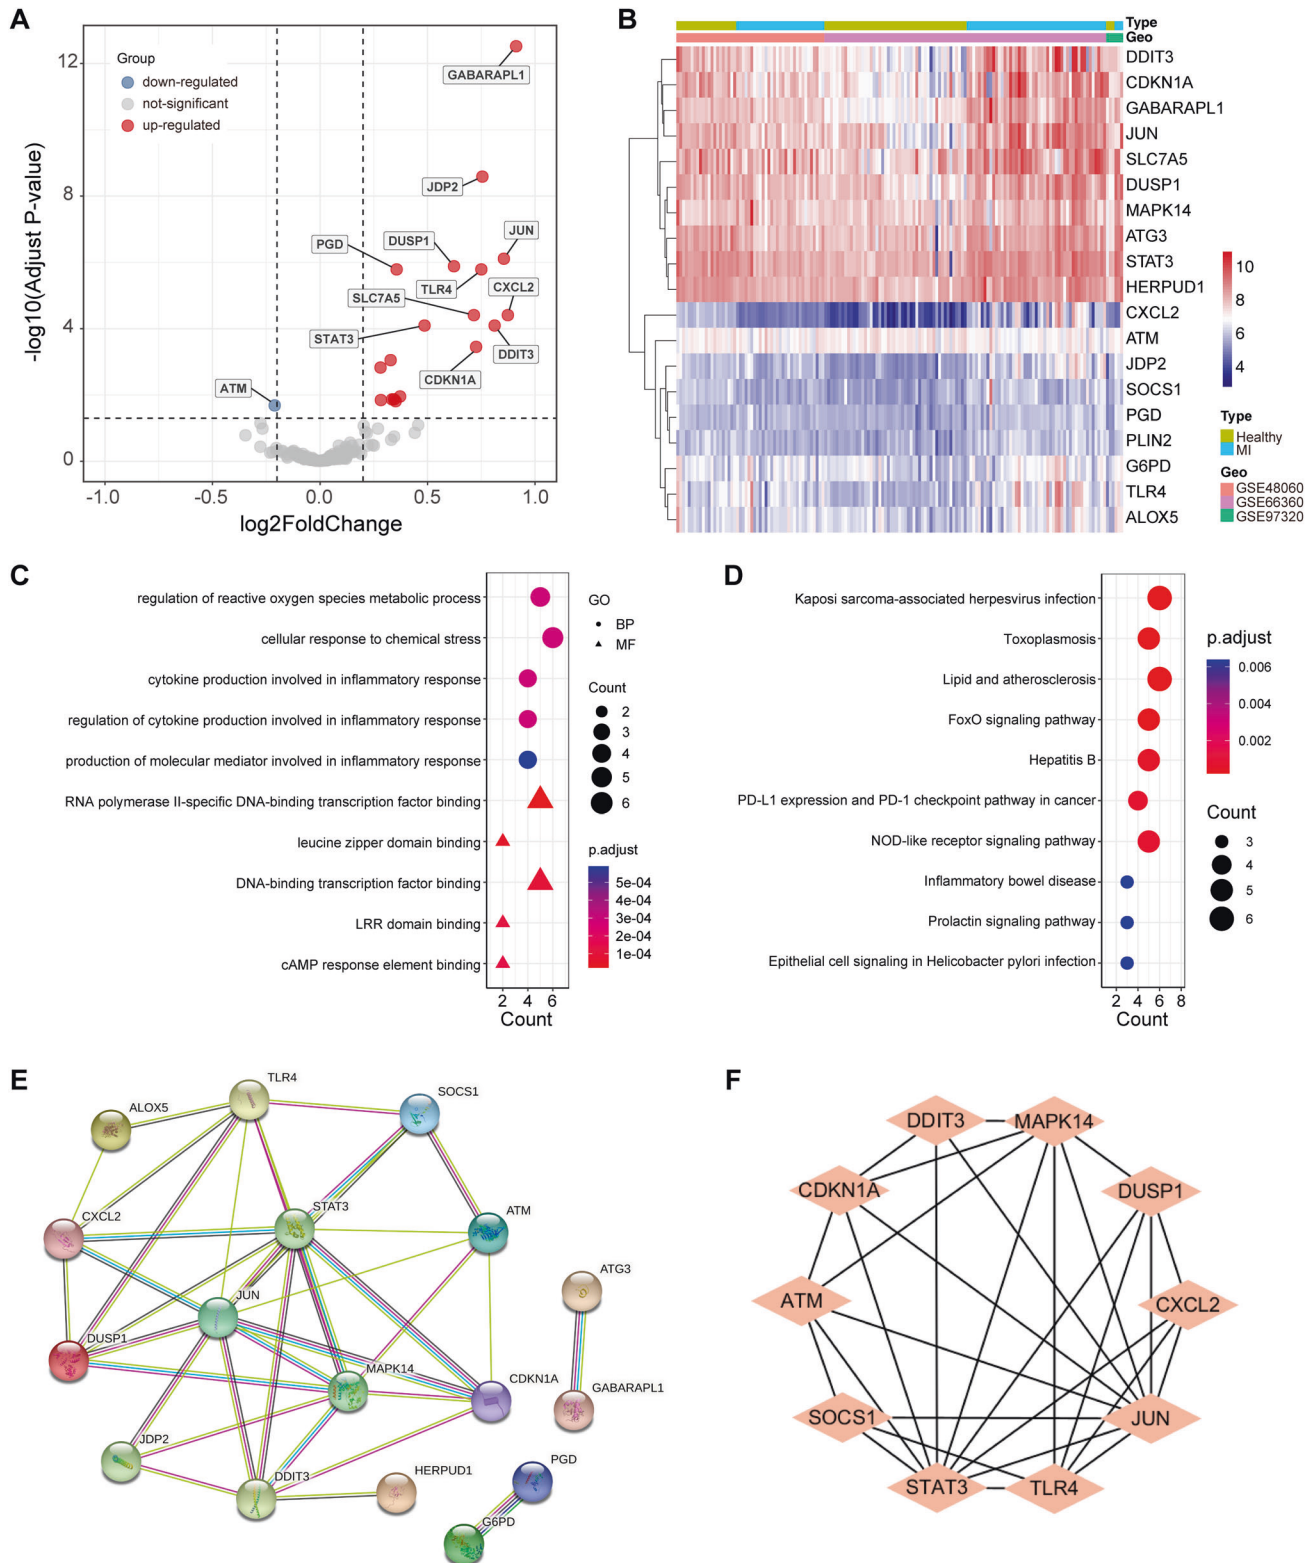 A
Group
down-regulated
not-significant
up-regulated
GABARAPL1
JDP2
JUN
DUSP1
PGD
TLR4
CXCL2
SLC7A5
STAT3
DDIT3
CDKN1A
ATM
12
8
4
0
-1.0
-0.5
0.0
0.5
1.0
-log10(Adjust P-value)
log2FoldChange
B
Type
Geo
DDIT3
CDKN1A
GABARAPL1
JUN
SLC7A5
DUSP1
MAPK14
ATG3
STAT3
HERPUD1
CXCL2
ATM
JDP2
SOCS1
PGD
PLIN2
G6PD
TLR4
ALOX5
10
8
6
4
Type
Healthy
MI
Geo
GSE48060
GSE66360
GSE97320
C
regulation of reactive oxygen species metabolic process
cellular response to chemical stress
cytokine production involved in inflammatory response
regulation of cytokine production involved in inflammatory response
production of molecular mediator involved in inflammatory response
RNA polymerase II-specific DNA-binding transcription factor binding
leucine zipper domain binding
DNA-binding transcription factor binding
LRR domain binding
cAMP response element binding
2 4 6
Count
GO
BP
MF
Count
2
3
4
5
6
p.adjust
5e-04
4e-04
3e-04
2e-04
1e-04
D
Kaposi sarcoma-associated herpesvirus infection
Toxoplasmosis
Lipid and atherosclerosis
FoxO signaling pathway
Hepatitis B
PD-L1 expression and PD-1 checkpoint pathway in cancer
NOD-like receptor signaling pathway
Inflammatory bowel disease
Prolactin signaling pathway
Epithelial cell signaling in Helicobacter pylori infection
2 4 6 8
Count
p.adjust
0.006
0.004
0.002
Count
3
4
5
6
E
TLR4
SOCS1
ALOX5
STAT3
ATM
CXCL2
ATG3
JUN
DUSP1
MAPK14
CDKN1A
GABARAPL1
JDP2
DDIT3
HERPUD1
PGD
G6PD
F
DDIT3
MAPK14
CDKN1A
DUSP1
ATM
CXCL2
SOCS1
JUN
STAT3
TLR4